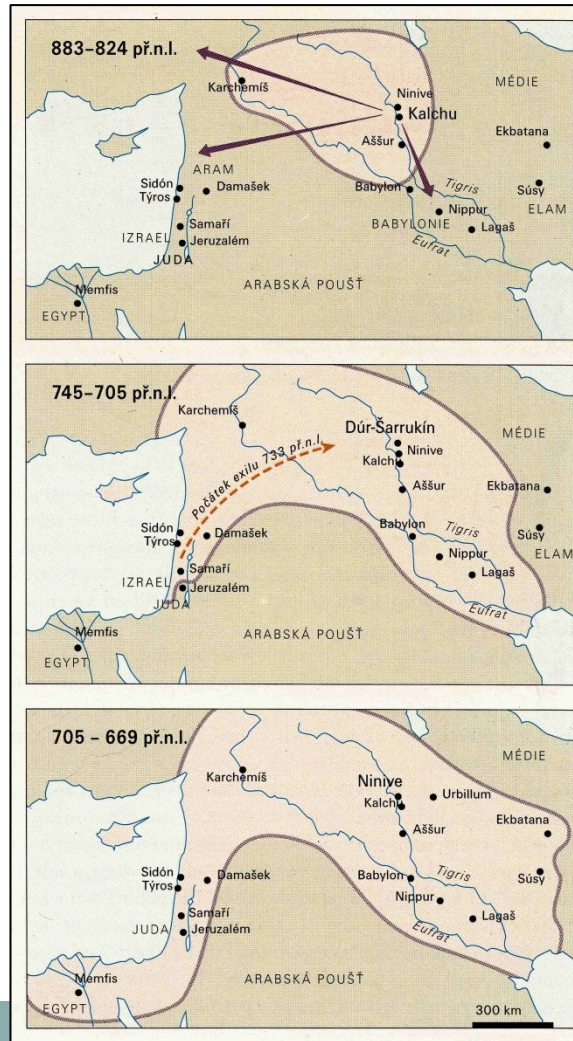 883–824 př.n.l.
MÉDIE
Karchemíš
Ninive
Kalchu
Aššur
Ekbatana
ARAM
Sidón
Týros
Damašek
Babylon
Tigris
Súsy
Nippur
ELAM
BABYLONIE
Lagaš
Samaří
IZRAEL
Jeruzalém
JUDA
Eufrat
Memfis
EGYPT
ARABSKÁ POUŠŤ
745–705 př.n.l.
Karchemíš
Dúr-Šarrukín
MÉDIE
Ninive
Kalchu
Počátek exilu 733 př.n.l.
Aššur
Ekbatana
Sidón
Týros
Damašek
Babylon
Tigris
Súsy
Nippur
ELAM
Samaří
IZRAEL
Lagaš
Jeruzalém
JUDA
Eufrat
Memfis
EGYPT
ARABSKÁ POUŠŤ
705 – 669 př.n.l.
MÉDIE
Karchemíš
Ninive
Kalchu
Urbillum
Aššur
Ekbatana
Sidón
Týros
Damašek
Babylon
Tigris
Súsy
Nippur
Samaří
Lagaš
JUDA
Jeruzalém
Eufrat
Memfis
EGYPT
ARABSKÁ POUŠŤ
300 km